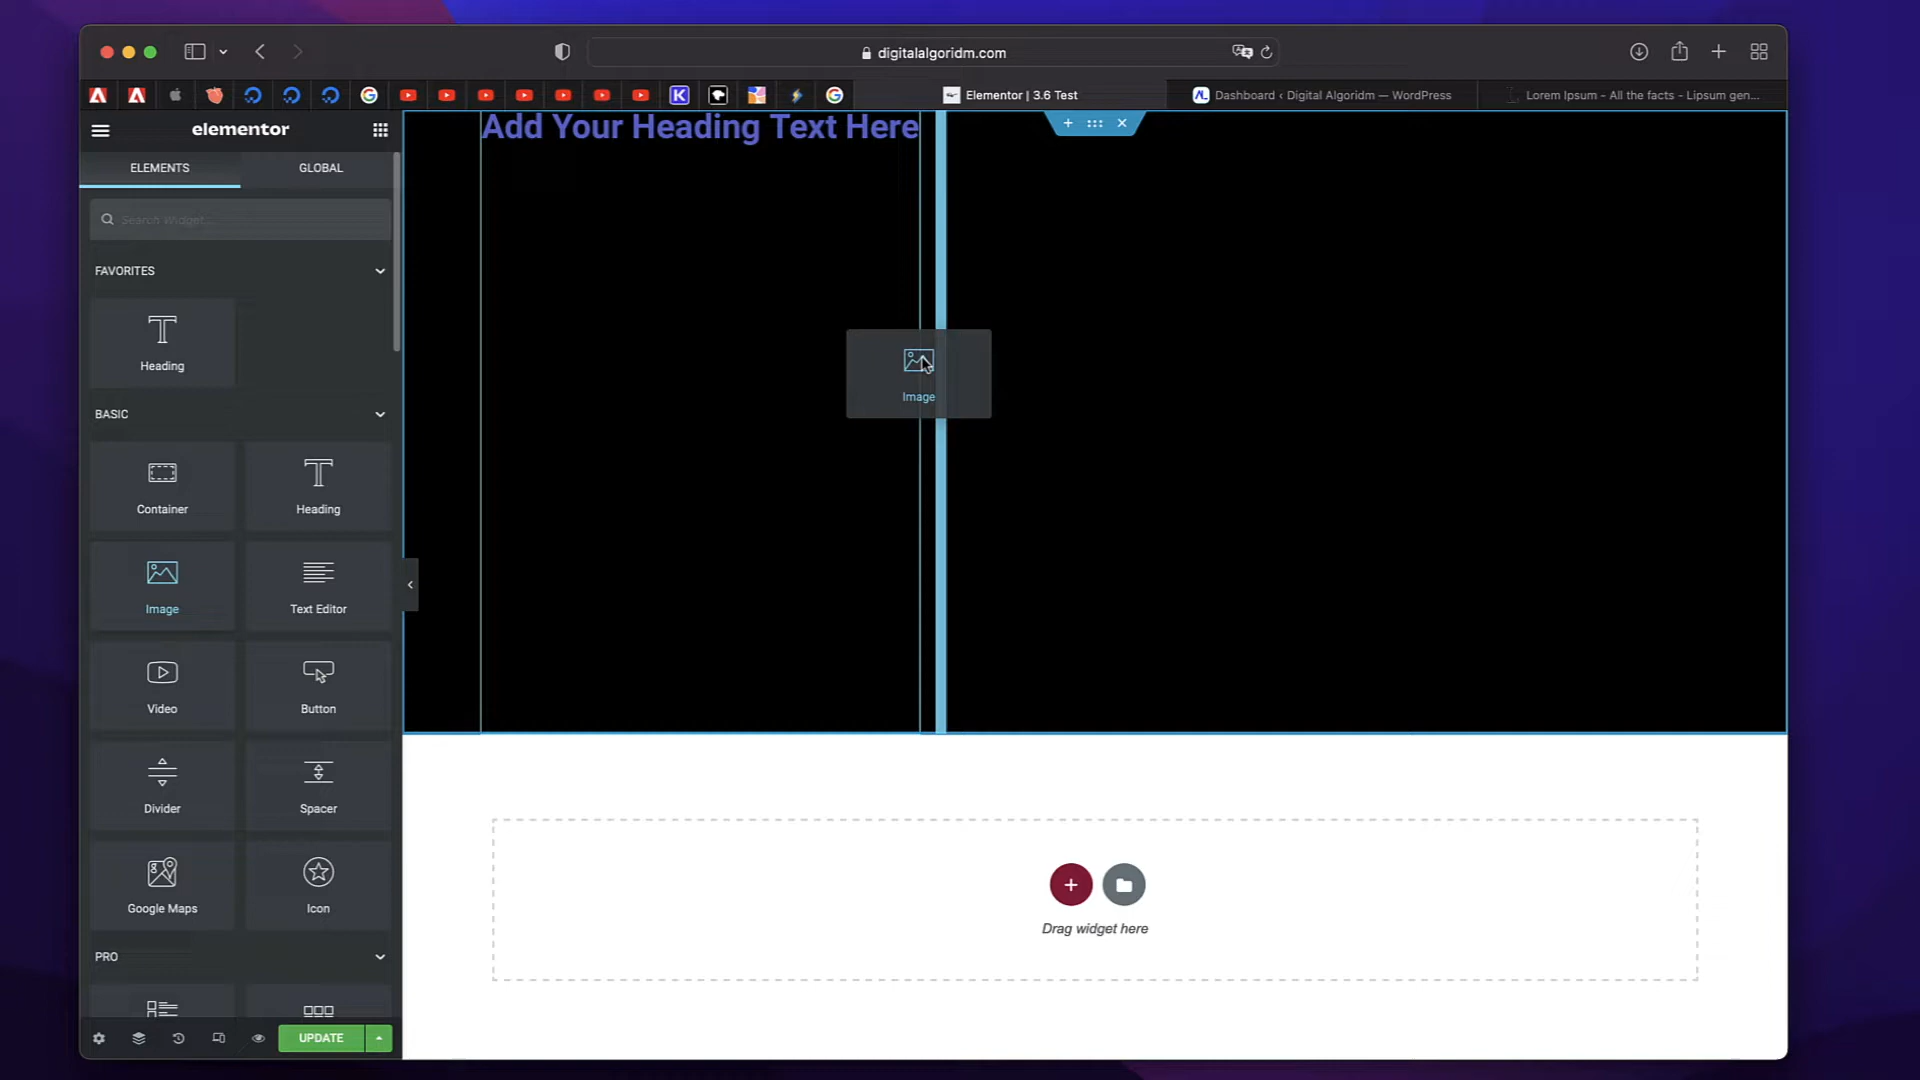 digitalalgoridm.com
Elementor | 3.6 Test
Dashboard ‹ Digital Algoridm — WordPress
Lorem Ipsum - All the facts - Lipsum gen...
elementor
ELEMENTS
GLOBAL
Search Widget...
FAVORITES
Heading
BASIC
Container
Heading
Image
Text Editor
Video
Button
Divider
Spacer
Google Maps
Icon
PRO
UPDATE
Add Your Heading Text Here
Image
Drag widget here